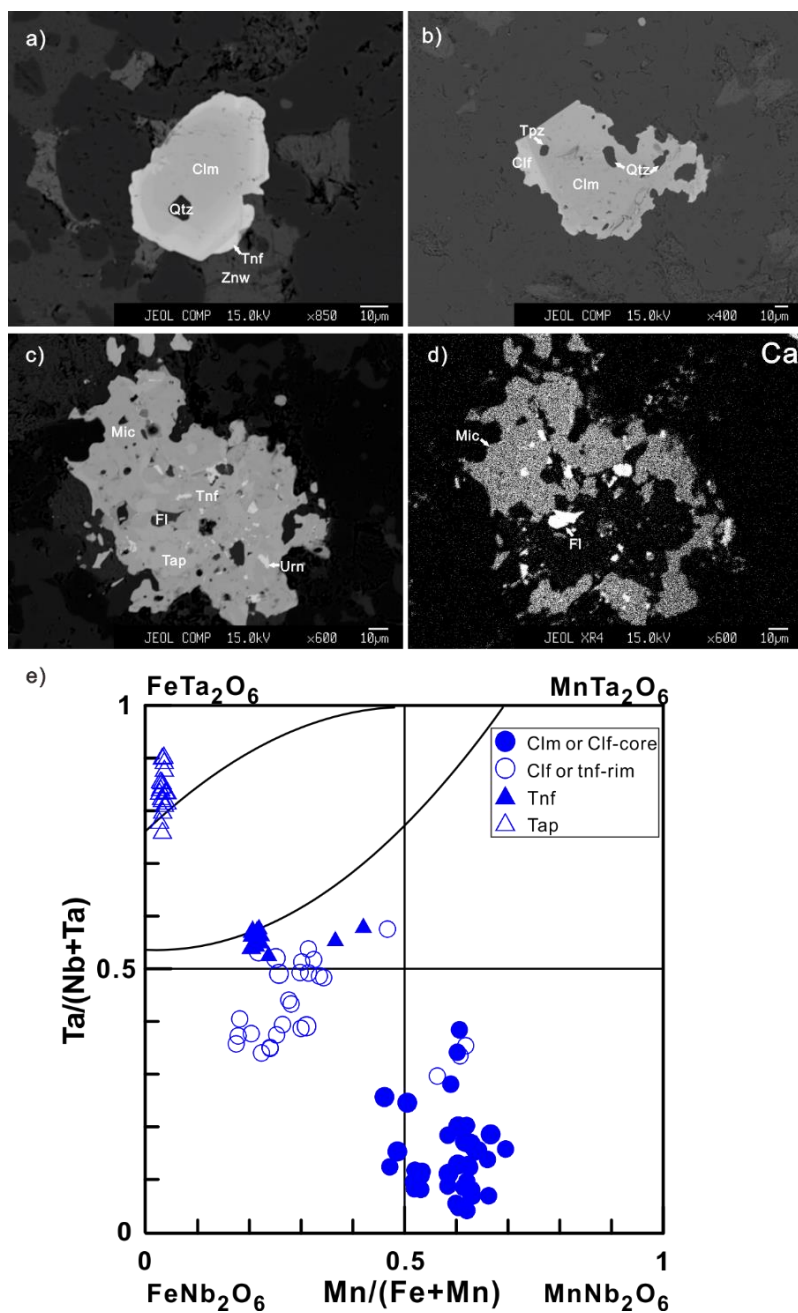 a)
Clm
Qtz
Tnf
Znw
JEOL COMP 15.0kV ×850 10μm
b)
Tpz
Clf
Qtz
Clm
JEOL COMP 15.0kV ×400 10μm
c)
Mic
Tnf
Fl
Tap
Urn
JEOL COMP 15.0kV ×600 10μm
d)
Ca
Mic
Fl
JEOL XR4 15.0kV ×600 10μm
e)
FeTa₂O₆
MnTa₂O₆
1
Clm or Clf-core
Clf or tnf-rim
Tnf
Tap
Ta/(Nb+Ta)
0.5
0
0
0.5
1
FeNb₂O₆
Mn/(Fe+Mn)
MnNb₂O₆